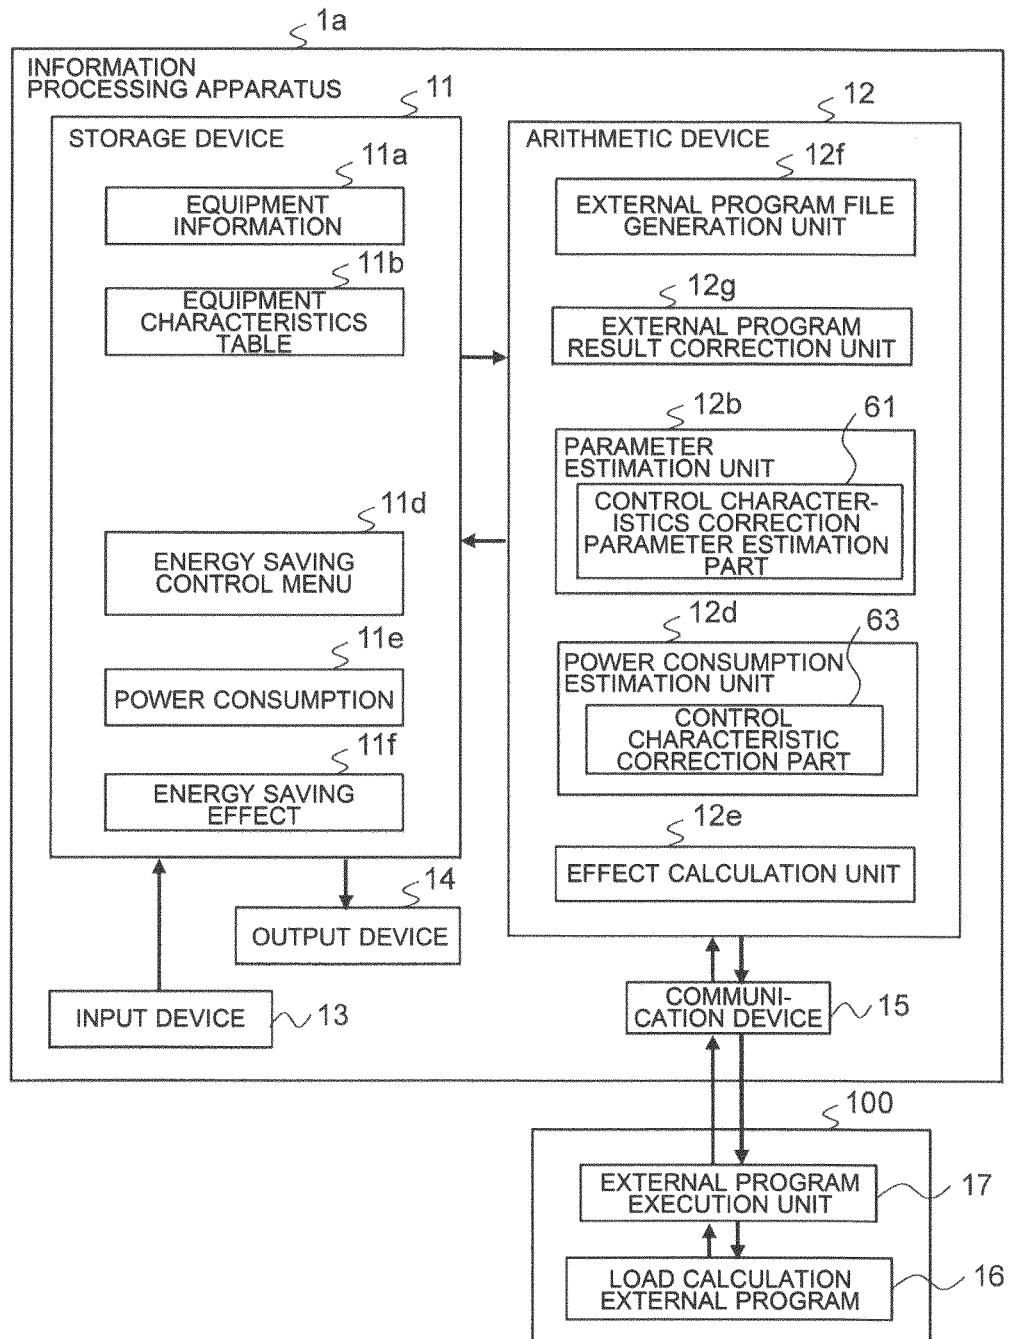 1a
INFORMATION
PROCESSING APPARATUS
11
STORAGE DEVICE
11a
EQUIPMENT
INFORMATION
11b
EQUIPMENT
CHARACTERISTICS
TABLE
11d
ENERGY SAVING
CONTROL MENU
11e
POWER CONSUMPTION
11f
ENERGY SAVING
EFFECT
12
ARITHMETIC DEVICE
12f
EXTERNAL PROGRAM FILE
GENERATION UNIT
12g
EXTERNAL PROGRAM
RESULT CORRECTION UNIT
12b
PARAMETER
ESTIMATION UNIT
61
CONTROL CHARACTER-
ISTICS CORRECTION
PARAMETER ESTIMATION
PART
12d
POWER CONSUMPTION
ESTIMATION UNIT
63
CONTROL
CHARACTERISTIC
CORRECTION PART
12e
EFFECT CALCULATION UNIT
14
OUTPUT DEVICE
INPUT DEVICE
13
COMMUNI-
CATION DEVICE
15
100
EXTERNAL PROGRAM
EXECUTION UNIT
17
LOAD CALCULATION
EXTERNAL PROGRAM
16